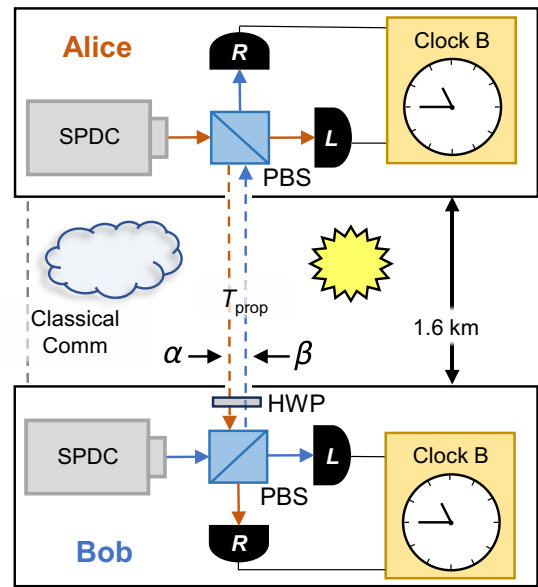 Alice
R
Clock B
SPDC
L
PBS
Classical
Comm
T_prop
1.6 km
α
β
HWP
SPDC
L
Clock B
PBS
R
Bob